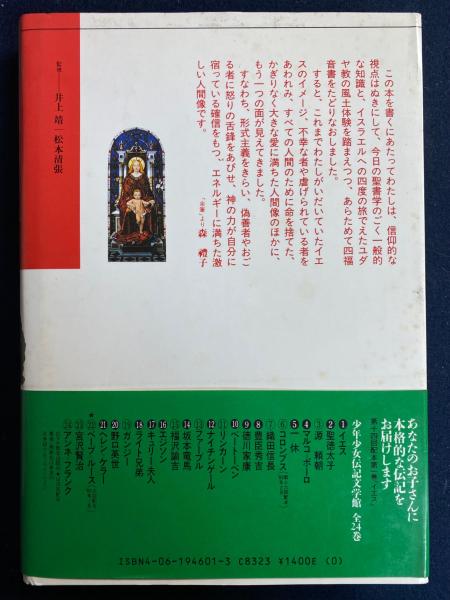 この本を書くにあたってわたしは、信仰的な
視点はぬきにして、今日の聖書学のごく一般的
な知識と、イスラエルへの四度の旅でえたユダ
ヤ教の風土体験を踏まえつつ、あらためて四福
音書をたどりなおしました。
すると、これまでわたしがいだいていたイエ
スのイメージ、不幸な者や虐げられている者を
あわれみ、すべての人間のために命を捨てた、
かぎりなく大きな愛に満ちた人間像のほかに、
もう一つの面が見えてきました。
すなわち、形式主義をきらい、偽善者やおご
る者に怒りの舌鋒をあびせ、神の力が自分に
宿っている確信をもつ、エネルギーに満ちた激
しい人間像です。
より 森 禮子
監修 井上 靖 松本清張
あなたのお子さんに
本格的な伝記を
お届けします
第十四回配本 第一巻「イエス」
少年少女伝記文学館 全24巻
1 イエス
2 聖徳太子
3 源 頼朝
4 マルコ・ポーロ
5 一休
6 コロンブス
7 織田信長
8 豊臣秀吉
9 徳川家康
10 ベートーベン
11 リンカーン
12 ナイチンゲール
13 ファーブル
14 坂本竜馬
15 福沢諭吉
16 エジソン
17 キュリー夫人
18 ライト兄弟
19 ガンジー
20 野口英世
21 ヘレン・ケラー
★22 ベーブ・ルース
23 宮沢賢治
24 アンネ・フランク
ISBN4-06-194601-3 C8323 ¥1400E (0)